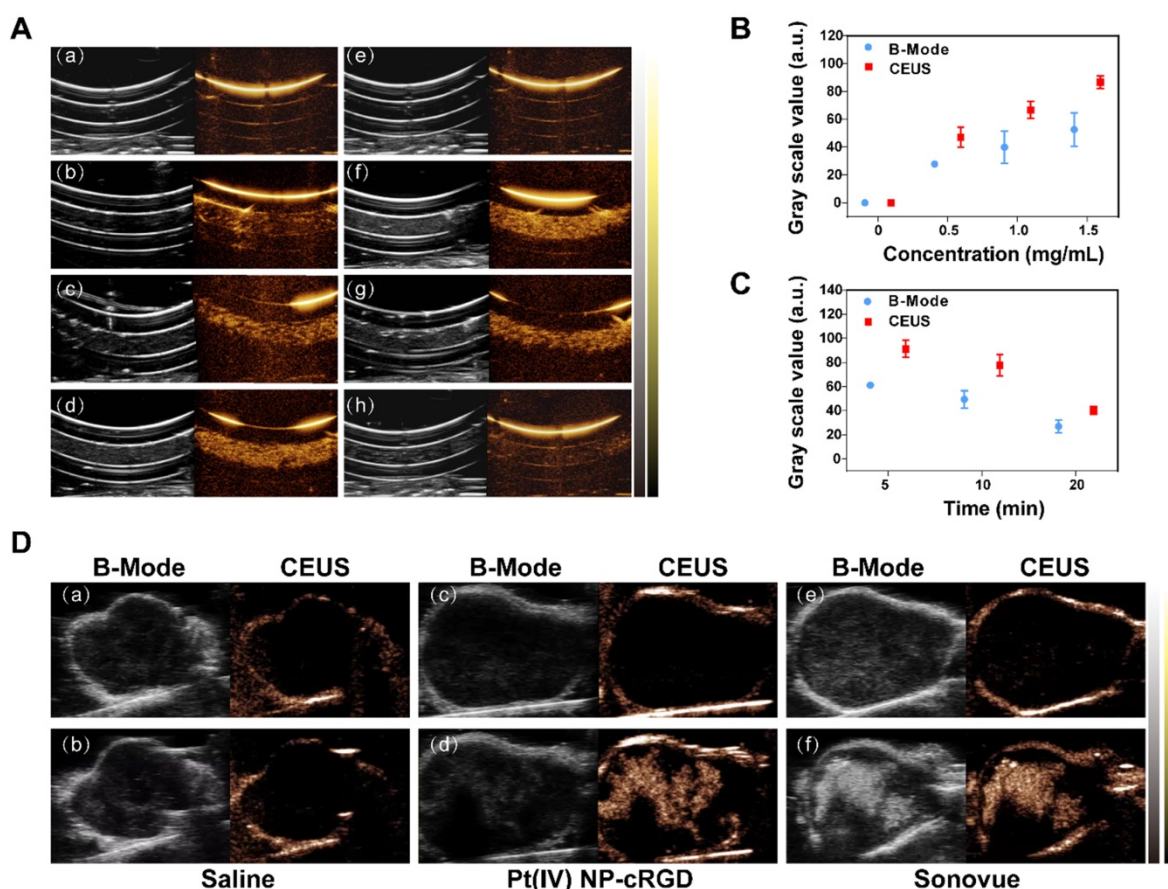 A
(a)
(e)
(b)
(f)
(c)
(g)
(d)
(h)
B
120
100
80
60
40
20
0
Gray scale value (a.u.)
B-Mode
CEUS
0 0.5 1.0 1.5
Concentration (mg/mL)
C
140
120
100
80
60
40
20
0
Gray scale value (a.u.)
B-Mode
CEUS
5 10 20
Time (min)
D
B-Mode CEUS B-Mode CEUS B-Mode CEUS
(a) (c) (e)
(b) (d) (f)
Saline Pt(IV) NP-cRGD Sonovue